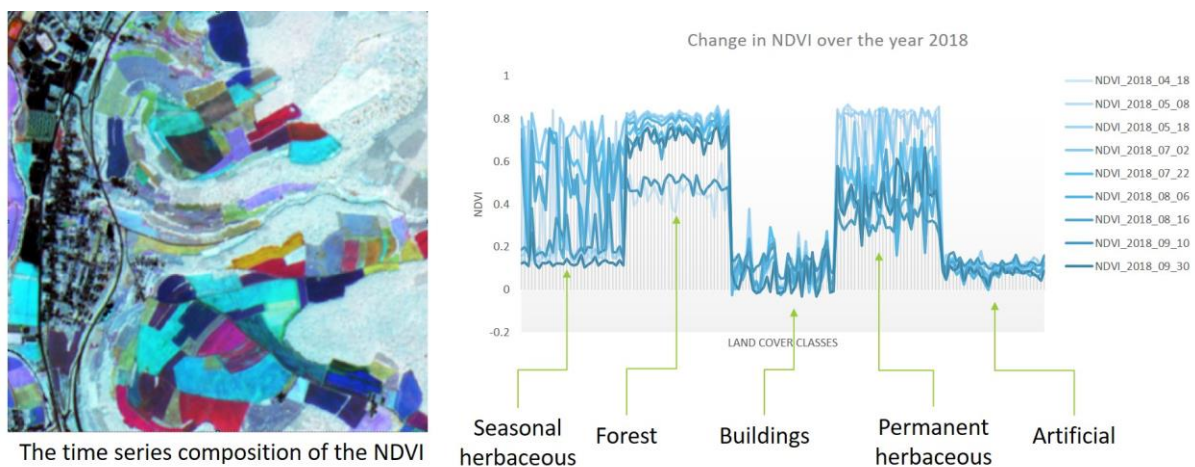 Change in NDVI over the year 2018
1
0.8
0.6
0.4
0.2
0
-0.2
NDVI
LAND COVER CLASSES
NDVI_2018_04_18
NDVI_2018_05_08
NDVI_2018_05_18
NDVI_2018_07_02
NDVI_2018_07_22
NDVI_2018_08_06
NDVI_2018_08_16
NDVI_2018_09_10
NDVI_2018_09_30
Seasonal
herbaceous
Forest
Buildings
Permanent
herbaceous
Artificial
The time series composition of the NDVI